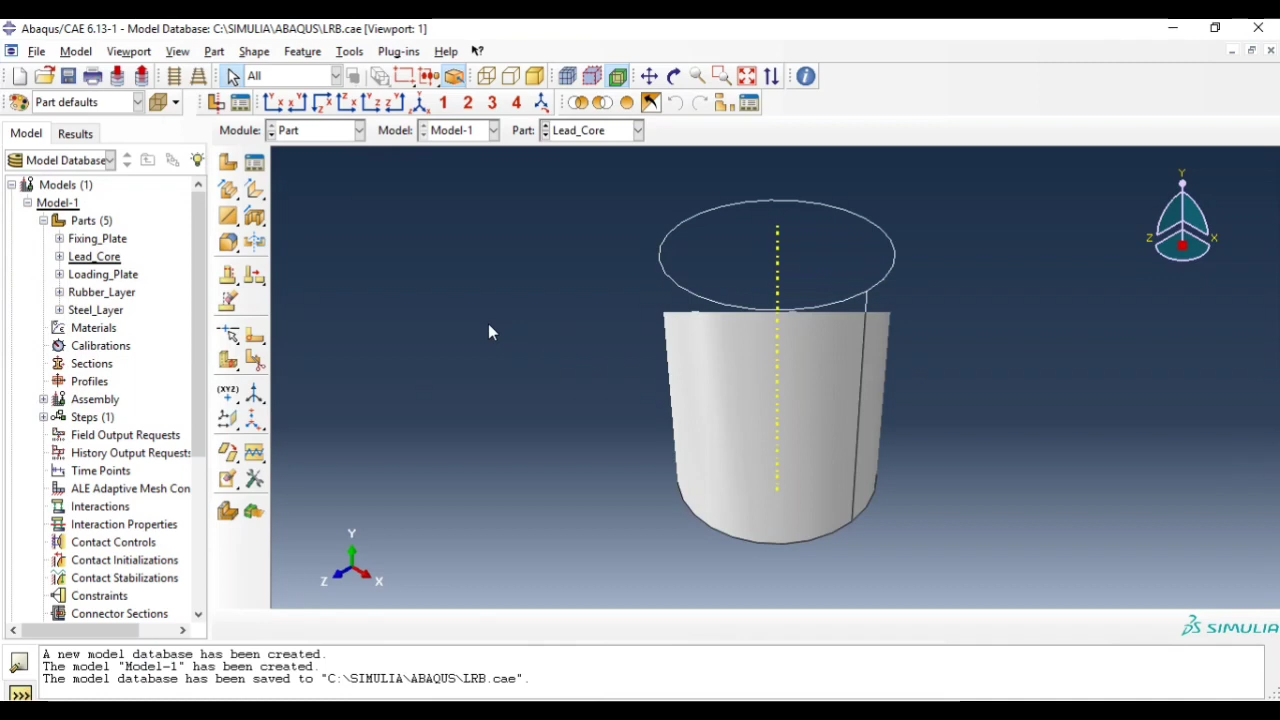 Abaqus/CAE 6.13-1 - Model Database: C:\SIMULIA\ABAQUS\LRB.cae [Viewport: 1]
File Model Viewport View Part Shape Feature Tools Plug-ins Help
All
Part defaults
1 2 3 4
Model Results
Module: Part Model: Model-1 Part: Lead_Core
Model Database
Models (1)
Model-1
Parts (5)
Fixing_Plate
Lead_Core
Loading_Plate
Rubber_Layer
Steel_Layer
Materials
Calibrations
Sections
Profiles
Assembly
Steps (1)
Field Output Requests
History Output Requests
Time Points
ALE Adaptive Mesh Con
Interactions
Interaction Properties
Contact Controls
Contact Initializations
Contact Stabilizations
Constraints
Connector Sections
(XYZ)
Y
Z X
Y
Z X
SIMULIA
A new model database has been created.
The model "Model-1" has been created.
The model database has been saved to "C:\SIMULIA\ABAQUS\LRB.cae".
>>>